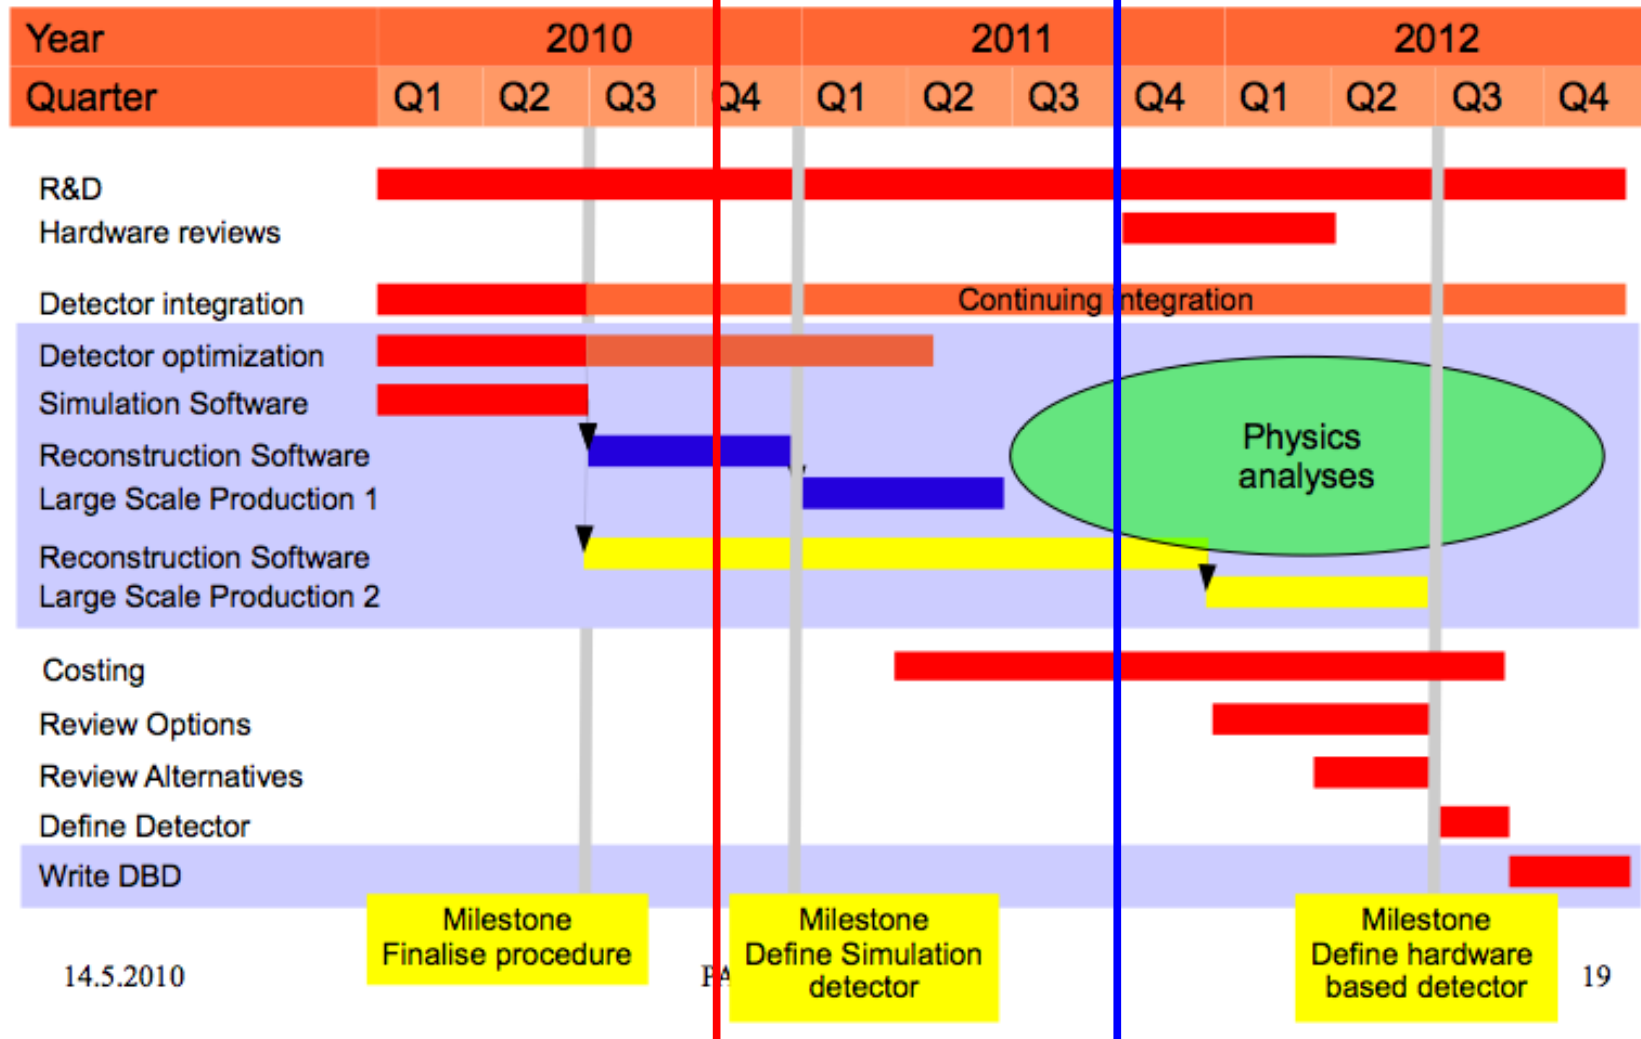 Year 2010 2011 2012
Quarter Q1 Q2 Q3 Q4 Q1 Q2 Q3 Q4 Q1 Q2 Q3 Q4
R&D
Hardware reviews
Detector integration
Continuing integration
Detector optimization
Simulation Software
Reconstruction Software
Large Scale Production 1
Physics
analyses
Reconstruction Software
Large Scale Production 2
Costing
Review Options
Review Alternatives
Define Detector
Write DBD
Milestone
Finalise procedure
Milestone
Define Simulation
detector
Milestone
Define hardware
based detector
14.5.2010
19